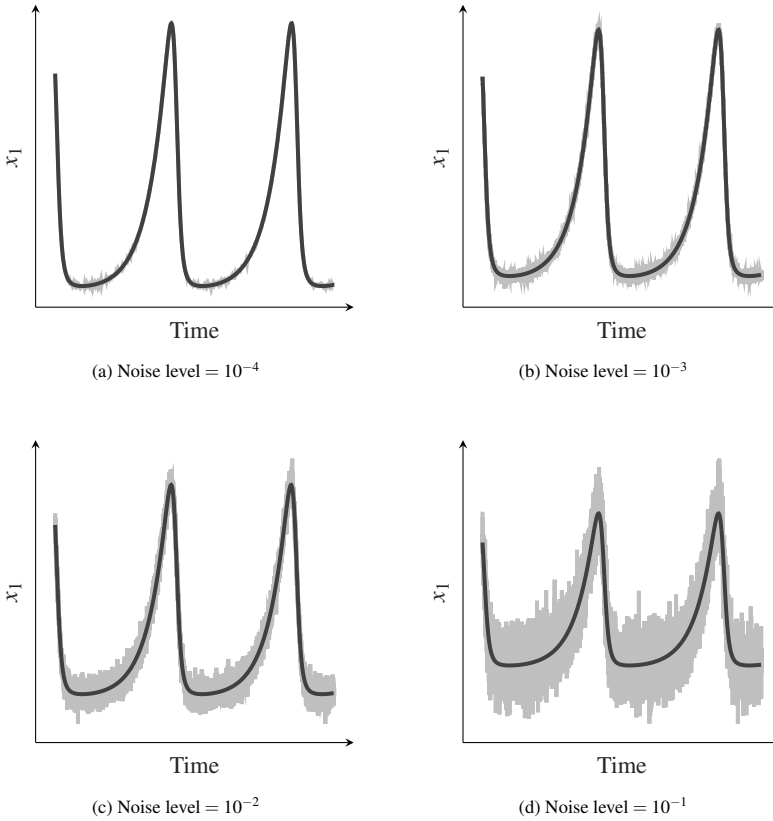 x₁
x₁
Time
Time
(a) Noise level = 10⁻⁴
(b) Noise level = 10⁻³
x₁
x₁
Time
Time
(c) Noise level = 10⁻²
(d) Noise level = 10⁻¹